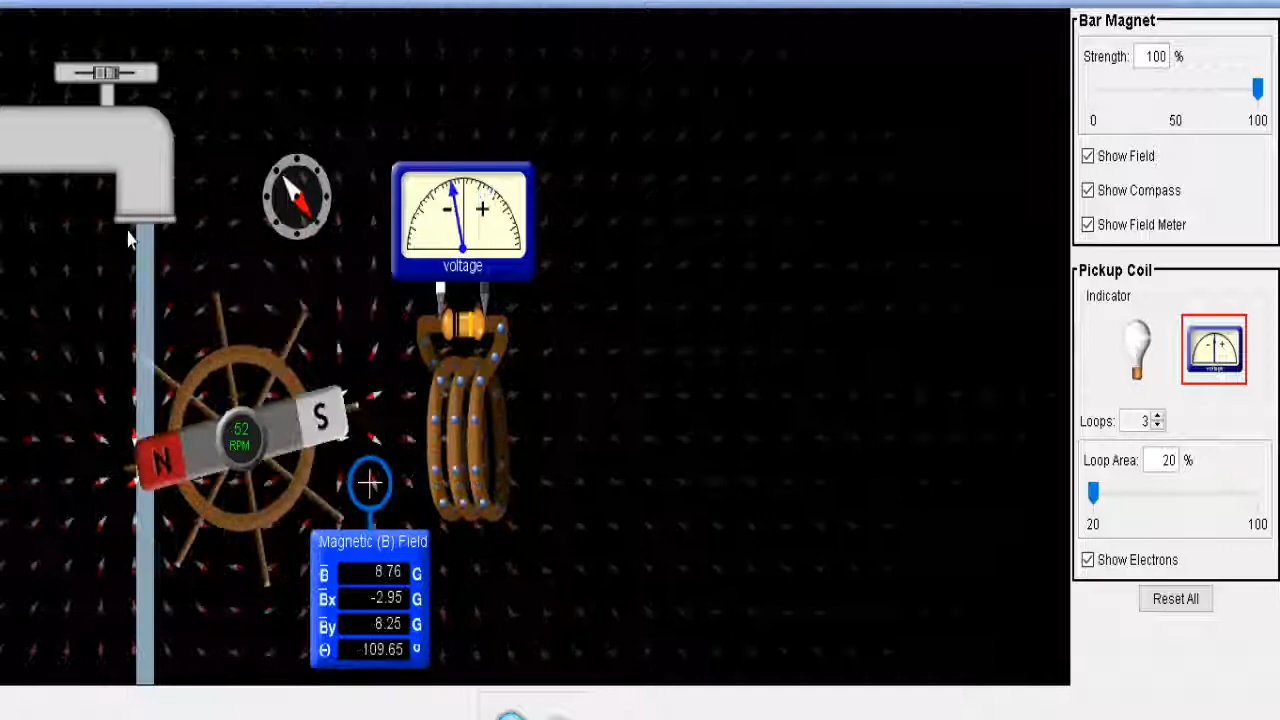 Bar Magnet
Strength: 100 %
0 50 100
Show Field
Show Compass
Show Field Meter
- +
voltage
Pickup Coil
Indicator
- +
voltage
Loops: 3
Loop Area: 20 %
20 100
Show Electrons
Reset All
S
52
RPM
N
Magnetic (B) Field
B 8.76 G
Bx -2.95 G
By 8.25 G
Θ -109.65 º